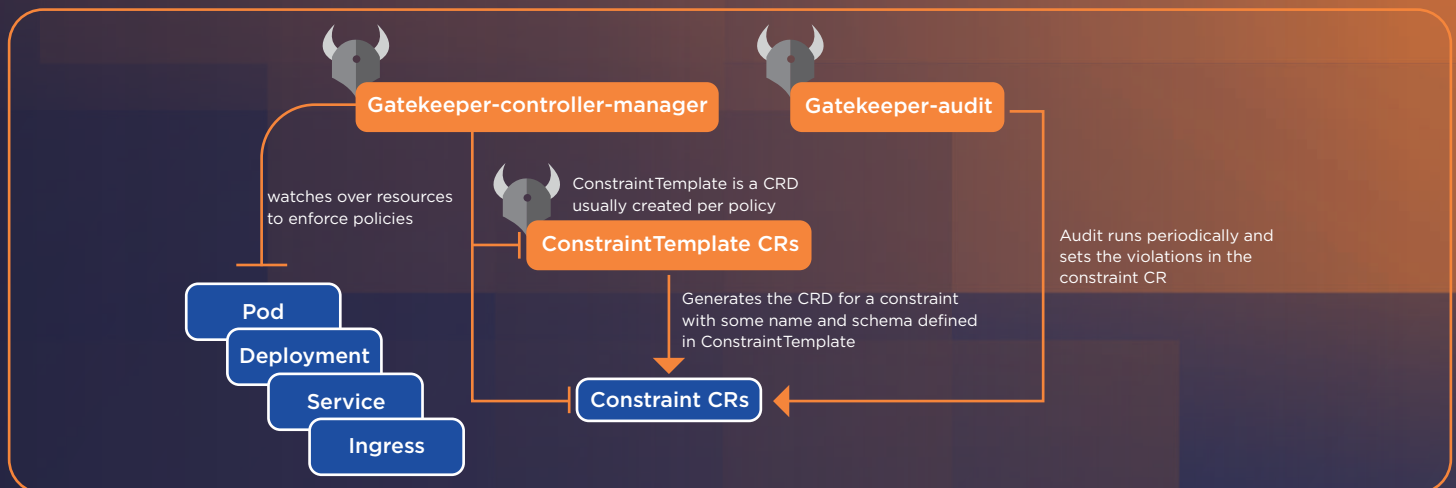 Gatekeeper-controller-manager
Gatekeeper-audit
watches over resources
to enforce policies
ConstraintTemplate is a CRD
usually created per policy
ConstraintTemplate CRs
Audit runs periodically and
sets the violations in the
constraint CR
Generates the CRD for a constraint
with some name and schema defined
in ConstraintTemplate
Pod
Deployment
Service
Ingress
Constraint CRs